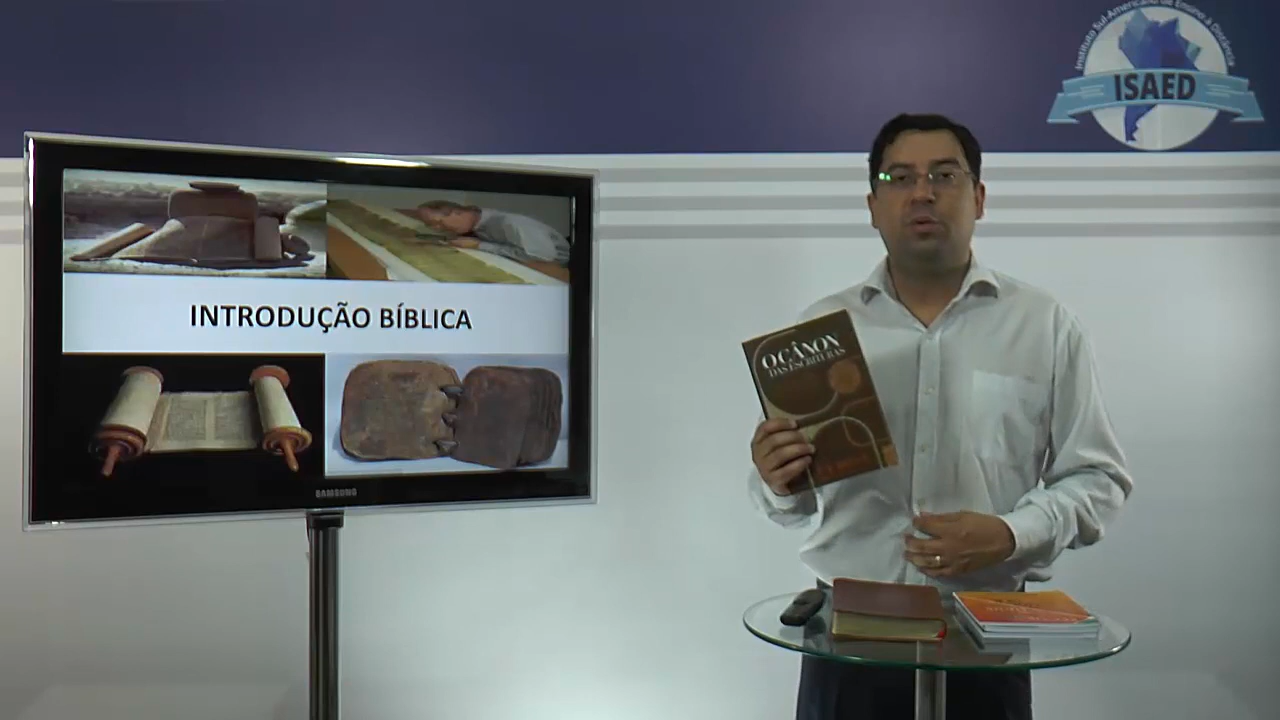 Instituto Sul-Americano de Ensino à Distância
ISAED
INTRODUÇÃO BÍBLICA
O CÂNON
DAS ESCRITURAS
SAMSUNG